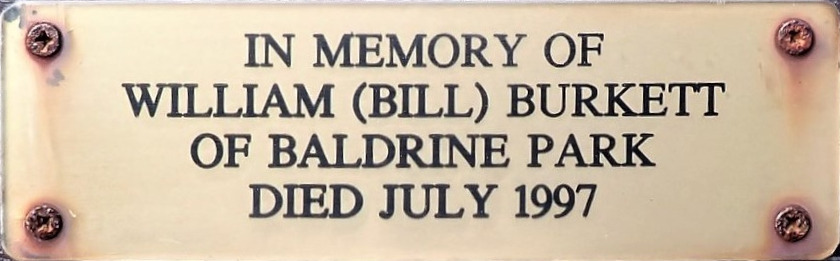 IN MEMORY OF
WILLIAM (BILL) BURKETT
OF BALDRINE PARK
DIED JULY 1997